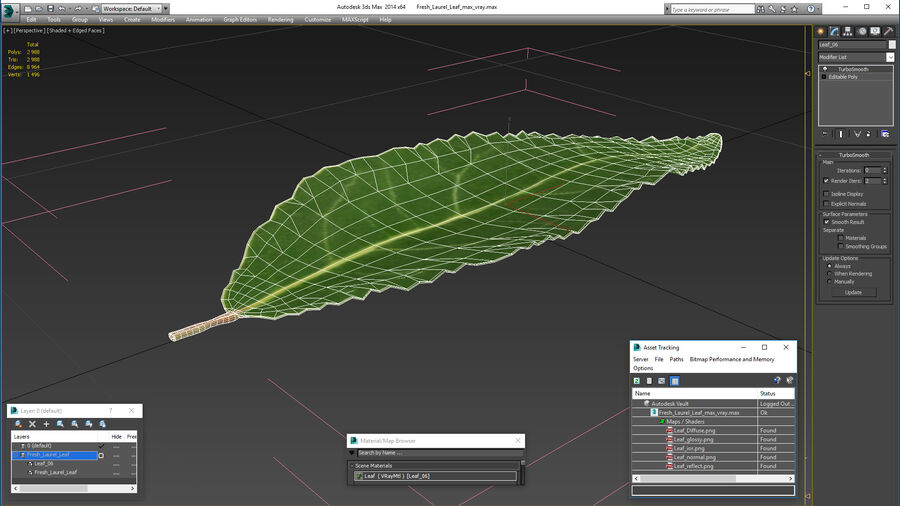 Workspace: Default
Autodesk 3ds Max 2014 x64 Fresh_Laurel_Leaf_max_vray.max
Type a keyword or phrase
Edit Tools Group Views Create Modifiers Animation Graph Editors Rendering Customize MAXScript Help
[+] [Perspective] [Shaded + Edged Faces]
Total
Polys: 2 988
Tris: 2 988
Edges: 8 964
Verts: 1 496
Leaf_06
Modifier List
TurboSmooth
Editable Poly
TurboSmooth
Main
Iterations: 0
Render Iters: 2
Isoline Display
Explicit Normals
Surface Parameters
Smooth Result
Separate
Materials
Smoothing Groups
Update Options
Always
When Rendering
Manually
Update
Asset Tracking
Server File Paths Bitmap Performance and Memory
Options
Name Status
Autodesk Vault Logged Out ...
Fresh_Laurel_Leaf_max_vray.max Ok
Maps / Shaders
Leaf_Diffuse.png Found
Leaf_glossy.png Found
Leaf_ior.png Found
Leaf_normal.png Found
Leaf_reflect.png Found
Layer: 0 (default) ?
Layers Hide Free
0 (default)
Fresh_Laurel_Leaf
Leaf_06
Fresh_Laurel_Leaf
Material/Map Browser
Search by Name ...
- Scene Materials
Leaf ( VRayMtl ) [Leaf_06]